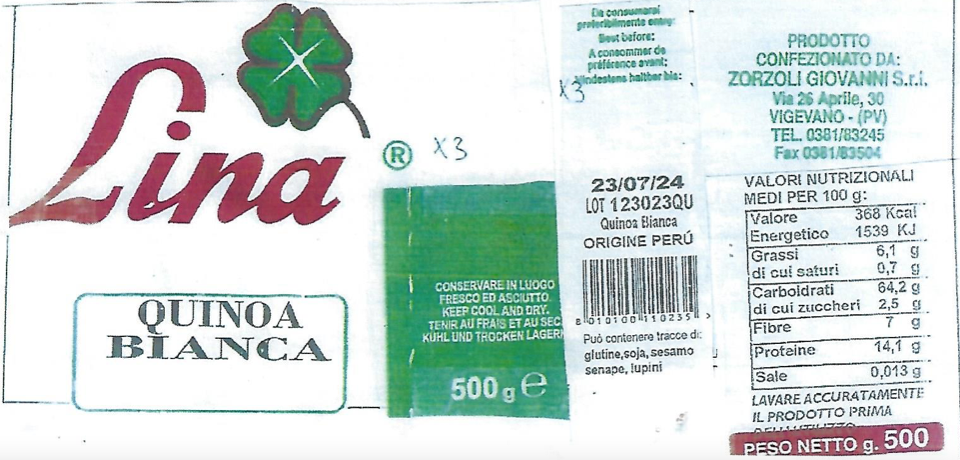 Lina
®
X3
QUINOA
BIANCA
CONSERVARE IN LUOGO
FRESCO ED ASCIUTTO
KEEP COOL AND DRY.
TENIR AU FRAIS ET AU SEC
KÜHL UND TROCKEN LAGERN
500 g e
Da consumarsi
preferibilmente entro:
Best before:
A consommer de
préférence avant:
Mindestens haltbar bis:
X3
23/07/24
LOT 123023QU
Quinoa Bianca
ORIGINE PERÚ
8 010100 110235 >
Può contenere tracce di:
glutine,soja, sesamo
senape, lupini
PRODOTTO
CONFEZIONATO DA:
ZORZOLI GIOVANNI S.r.l.
Via 26 Aprile, 30
VIGEVANO - (PV)
TEL. 0381/83245
Fax 0381/83504
VALORI NUTRIZIONALI
MEDI PER 100 g:
Valore 368 Kcal
Energetico 1539 KJ
Grassi 6,1 g
di cui saturi 0,7 g
Carboidrati 64,2 g
di cui zuccheri 2,5 g
Fibre 7 g
Proteine 14,1 g
Sale 0,013 g
LAVARE ACCURATAMENTE
IL PRODOTTO PRIMA
PESO NETTO g. 500